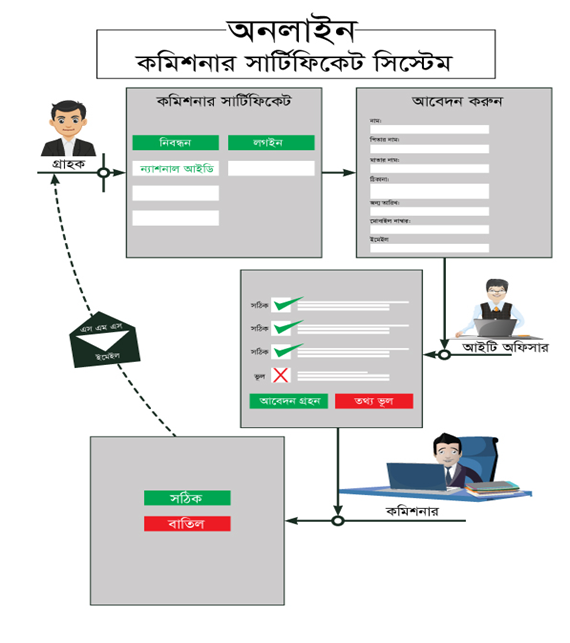 অনলাইন
কমিশনার সার্টিফিকেট সিস্টেম
কমিশনার সার্টিফিকেট
নিবন্ধন
লগইন
ন্যাশনাল আইডি
গ্রাহক
আবেদন করুন
নাম:
পিতার নাম:
মাতার নাম:
ঠিকানা:
জন্ম তারিখ:
মোবাইল নাম্বার:
ইমেইল
আইটি অফিসার
সঠিক
সঠিক
সঠিক
ভুল
আবেদন গ্রহন
তথ্য ভূল
এস এম এস
ইমেইল
কমিশনার
সঠিক
বাতিল